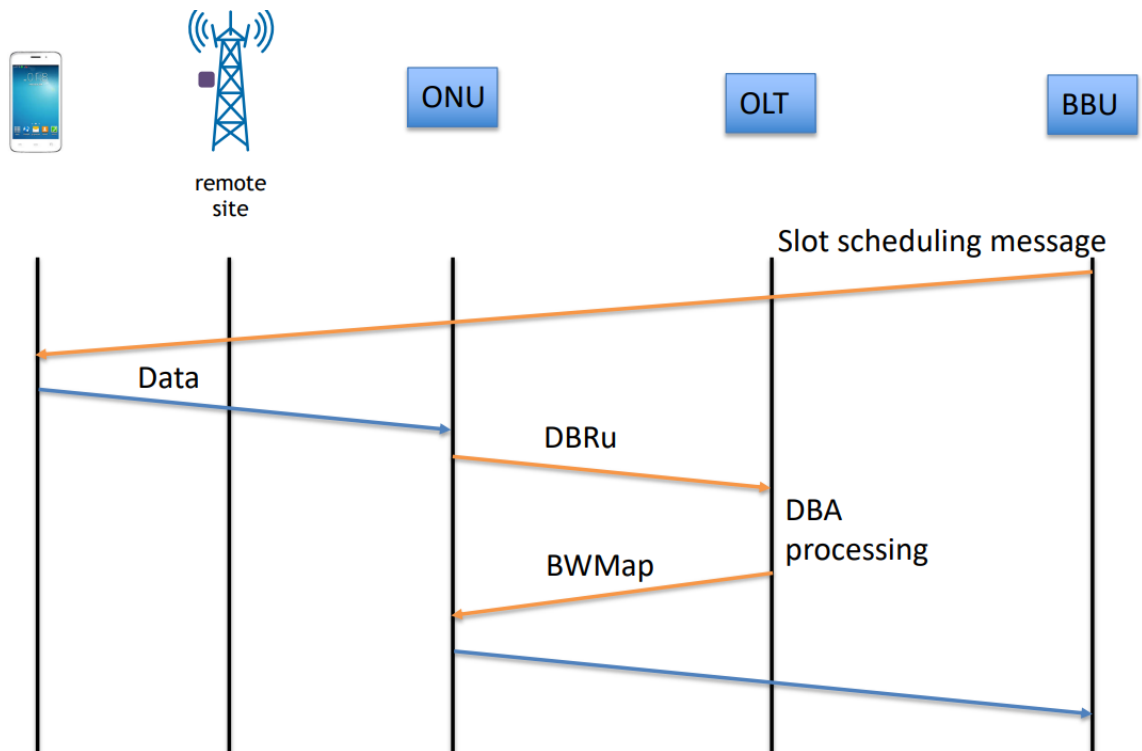 ONU
OLT
BBU
remote
site
Slot scheduling message
Data
DBRu
DBA
processing
BWMap